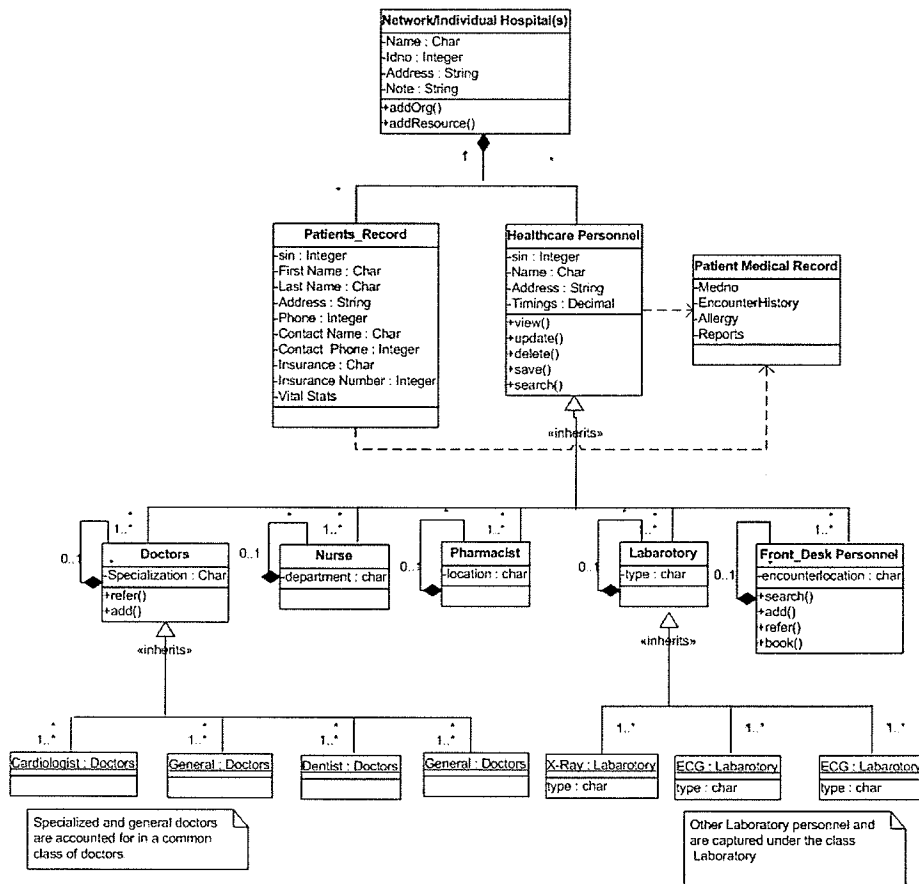 Network/Individual Hospital(s)
-Name : Char
-Idno : Integer
-Address : String
-Note : String
+addOrg()
+addResource()
1
*
*
Patients_Record
-sin : Integer
-First Name : Char
-Last Name : Char
-Address : String
-Phone : Integer
-Contact Name : Char
-Contact Phone : Integer
-Insurance : Char
-Insurance Number : Integer
-Vital Stats
Healthcare Personnel
-sin : Integer
-Name : Char
-Address : String
-Timings : Decimal
+view()
+update()
+delete()
+save()
+search()
Patient Medical Record
-Medno
-EncounterHistory
-Allergy
-Reports
«inherits»
* * * * * * * * * *
1..* 1..* 1..* 1..* 1..*
0..1 0..1 0..1 0..1 0..1
Doctors
-Specialization : Char
+refer()
+add()
Nurse
-department : char
Pharmacist
-location : char
Labarotory
-type : char
Front_Desk Personnel
-encounterlocation : char
+search()
+add()
+refer()
+book()
«inherits»
«inherits»
* * * * * * *
1..* 1..* 1..* 1..* 1..* 1..* 1..*
Cardiologist : Doctors
General : Doctors
Dentist : Doctors
General : Doctors
X-Ray : Labarotory
type : char
ECG : Labarotory
type : char
ECG : Labarotory
type : char
Specialized and general doctors
are accounted for in a common
class of doctors
Other Laboratory personnel and
are captured under the class
Laboratory